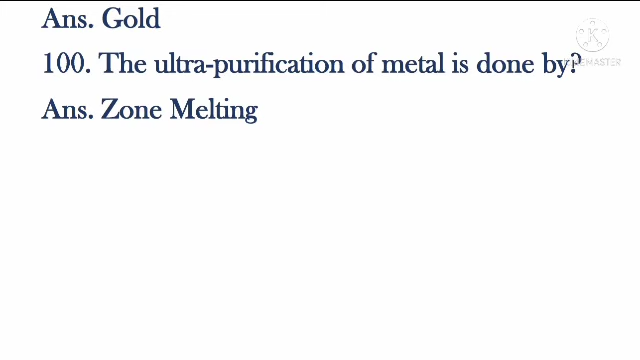 Ans. Gold
100. The ultra-purification of metal is done by?
Ans. Zone Melting